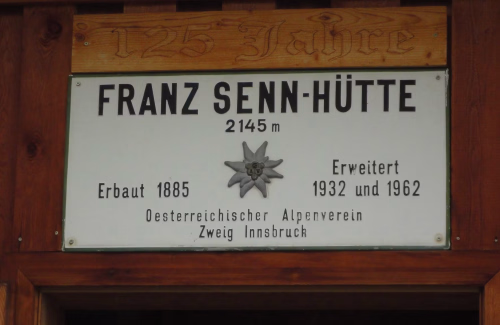 125 Jahre
FRANZ SENN-HÜTTE
2145 m
Erbaut 1885
Erweitert
1932 und 1962
Oesterreichischer Alpenverein
Zweig Innsbruck